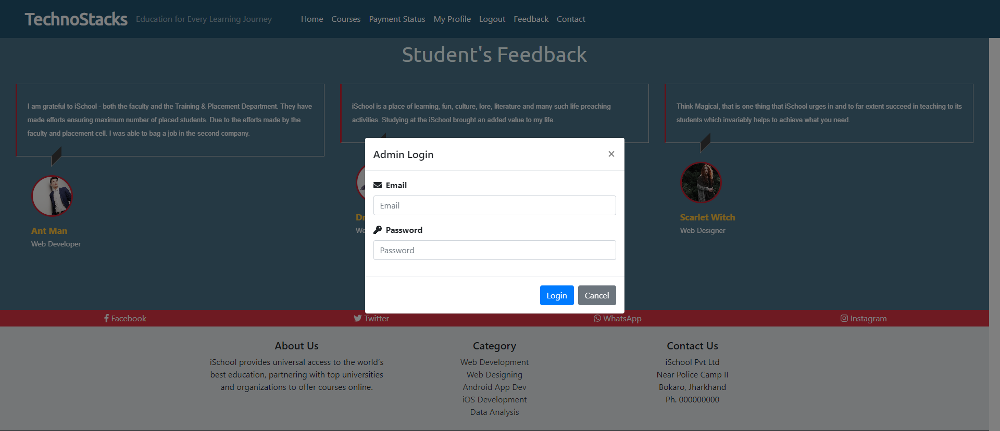 TechnoStacks Education for Every Learning Journey Home Courses Payment Status My Profile Logout Feedback Contact
Student's Feedback
I am grateful to iSchool - both the faculty and the Training & Placement Department. They have
made efforts ensuring maximum number of placed students. Due to the efforts made by the
faculty and placement cell. I was able to bag a job in the second company.
Ant Man
Web Developer
iSchool is a place of learning, fun, culture, lore, literature and many such life preaching
activities. Studying at the iSchool brought an added value to my life.
Think Magical, that is one thing that iSchool urges in and to far extent succeed in teaching to its
students which invariably helps to achieve what you need.
Scarlet Witch
Web Designer
Admin Login ×
Email
Email
Password
Password
Login Cancel
Facebook Twitter WhatsApp Instagram
About Us
iSchool provides universal access to the world's
best education, partnering with top universities
and organizations to offer courses online.
Category
Web Development
Web Designing
Android App Dev
iOS Development
Data Analysis
Contact Us
iSchool Pvt Ltd
Near Police Camp II
Bokaro, Jharkhand
Ph. 000000000